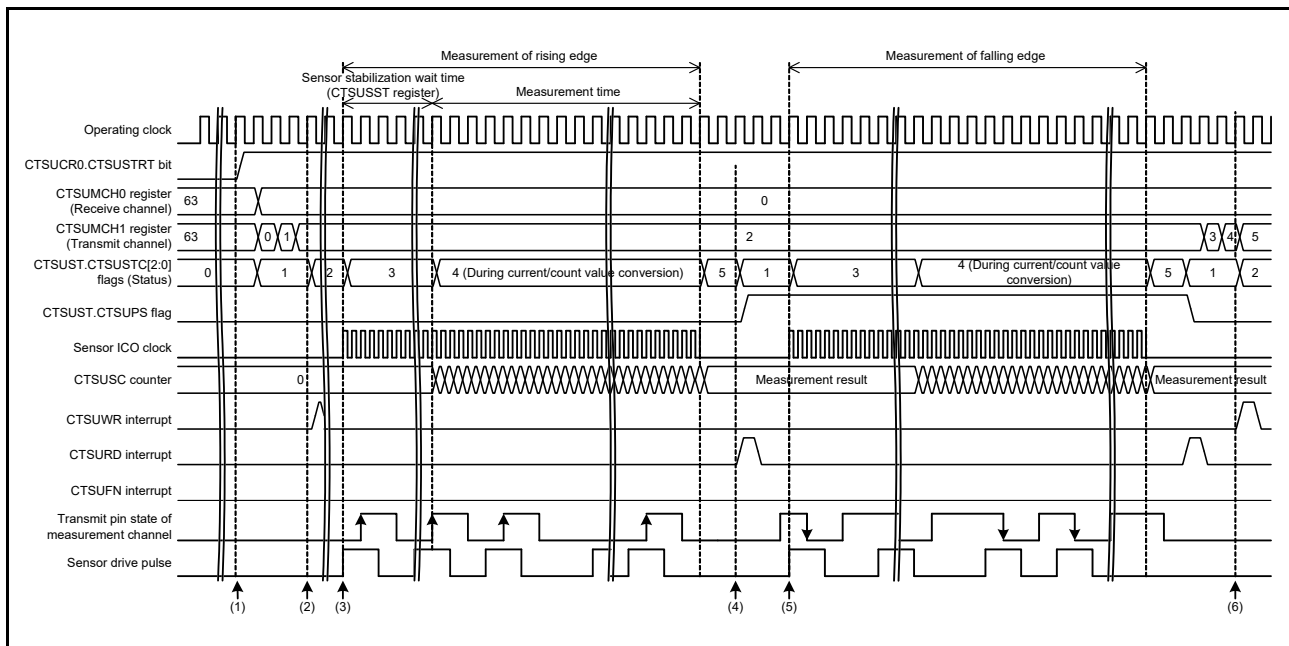 Measurement of rising edge
Measurement of falling edge
Sensor stabilization wait time
(CTSUSST register)
Measurement time
Operating clock
CTSUCR0.CTSUSTRT bit
CTSUMCH0 register
(Receive channel)
63
0
CTSUMCH1 register
(Transmit channel)
63
0
1
2
3
4
5
CTSUST.CTSUSTC[2:0]
flags (Status)
0
1
2
3
4 (During current/count value conversion)
5
1
3
4 (During current/count value
conversion)
5
1
2
CTSUST.CTSUPS flag
Sensor ICO clock
CTSUSC counter
0
Measurement result
Measurement result
CTSUWR interrupt
CTSURD interrupt
CTSUFN interrupt
Transmit pin state of
measurement channel
Sensor drive pulse
(1)
(2)
(3)
(4)
(5)
(6)